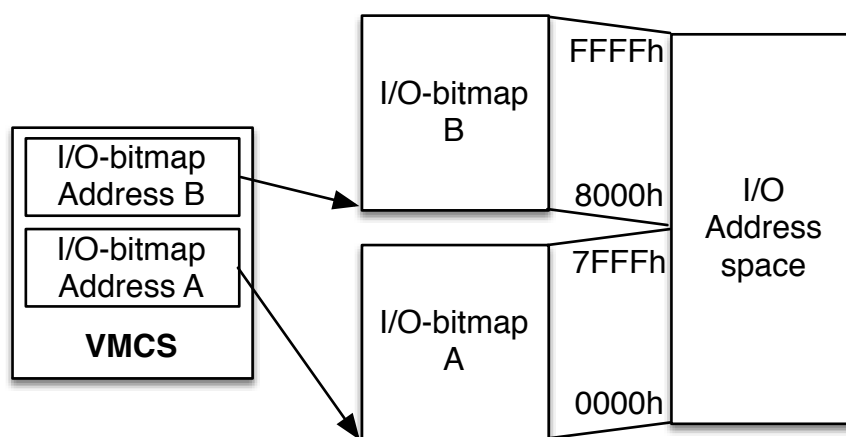 I/O-bitmap
Address B
I/O-bitmap
Address A
VMCS
I/O-bitmap
B
I/O-bitmap
A
FFFFh
8000h
7FFFh
0000h
I/O
Address
space